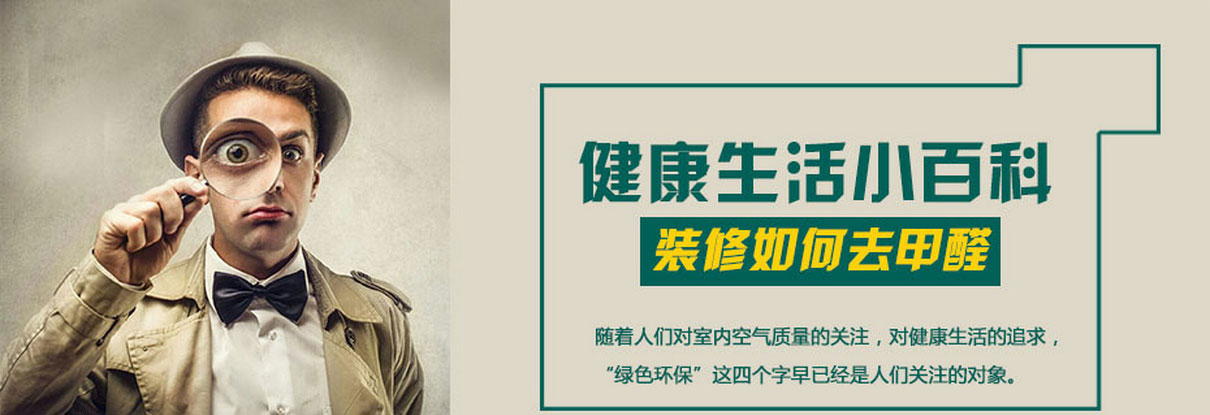 健康生活小百科
装修如何去甲醛
随着人们对室内空气质量的关注，对健康生活的追求，
“绿色环保”这四个字早已经是人们关注的对象。